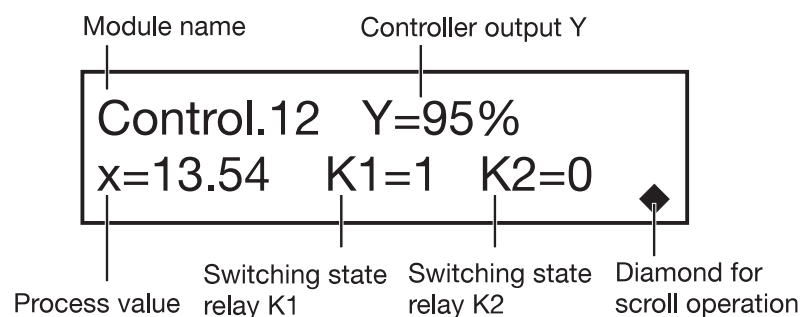 Module name
Controller output Y
Control.12 Y=95%
x=13.54 K1=1 K2=0
Process value
Switching state
relay K1
Switching state
relay K2
Diamond for
scroll operation